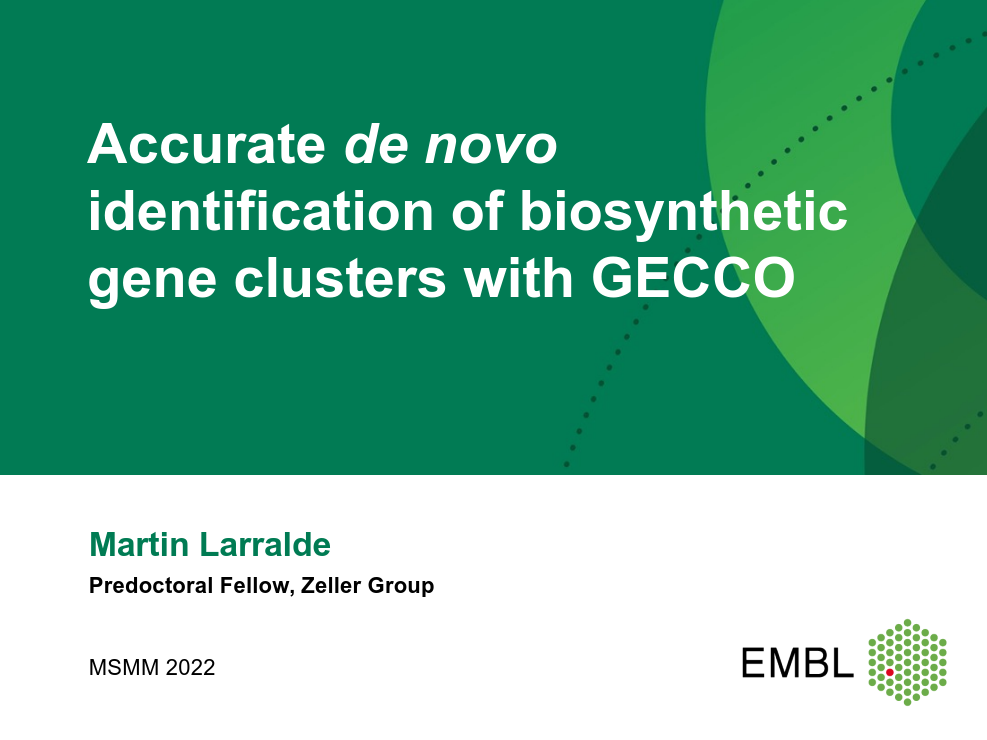 Accurate de novo
identification of biosynthetic
gene clusters with GECCO
Martin Larralde
Predoctoral Fellow, Zeller Group
MSMM 2022
EMBL